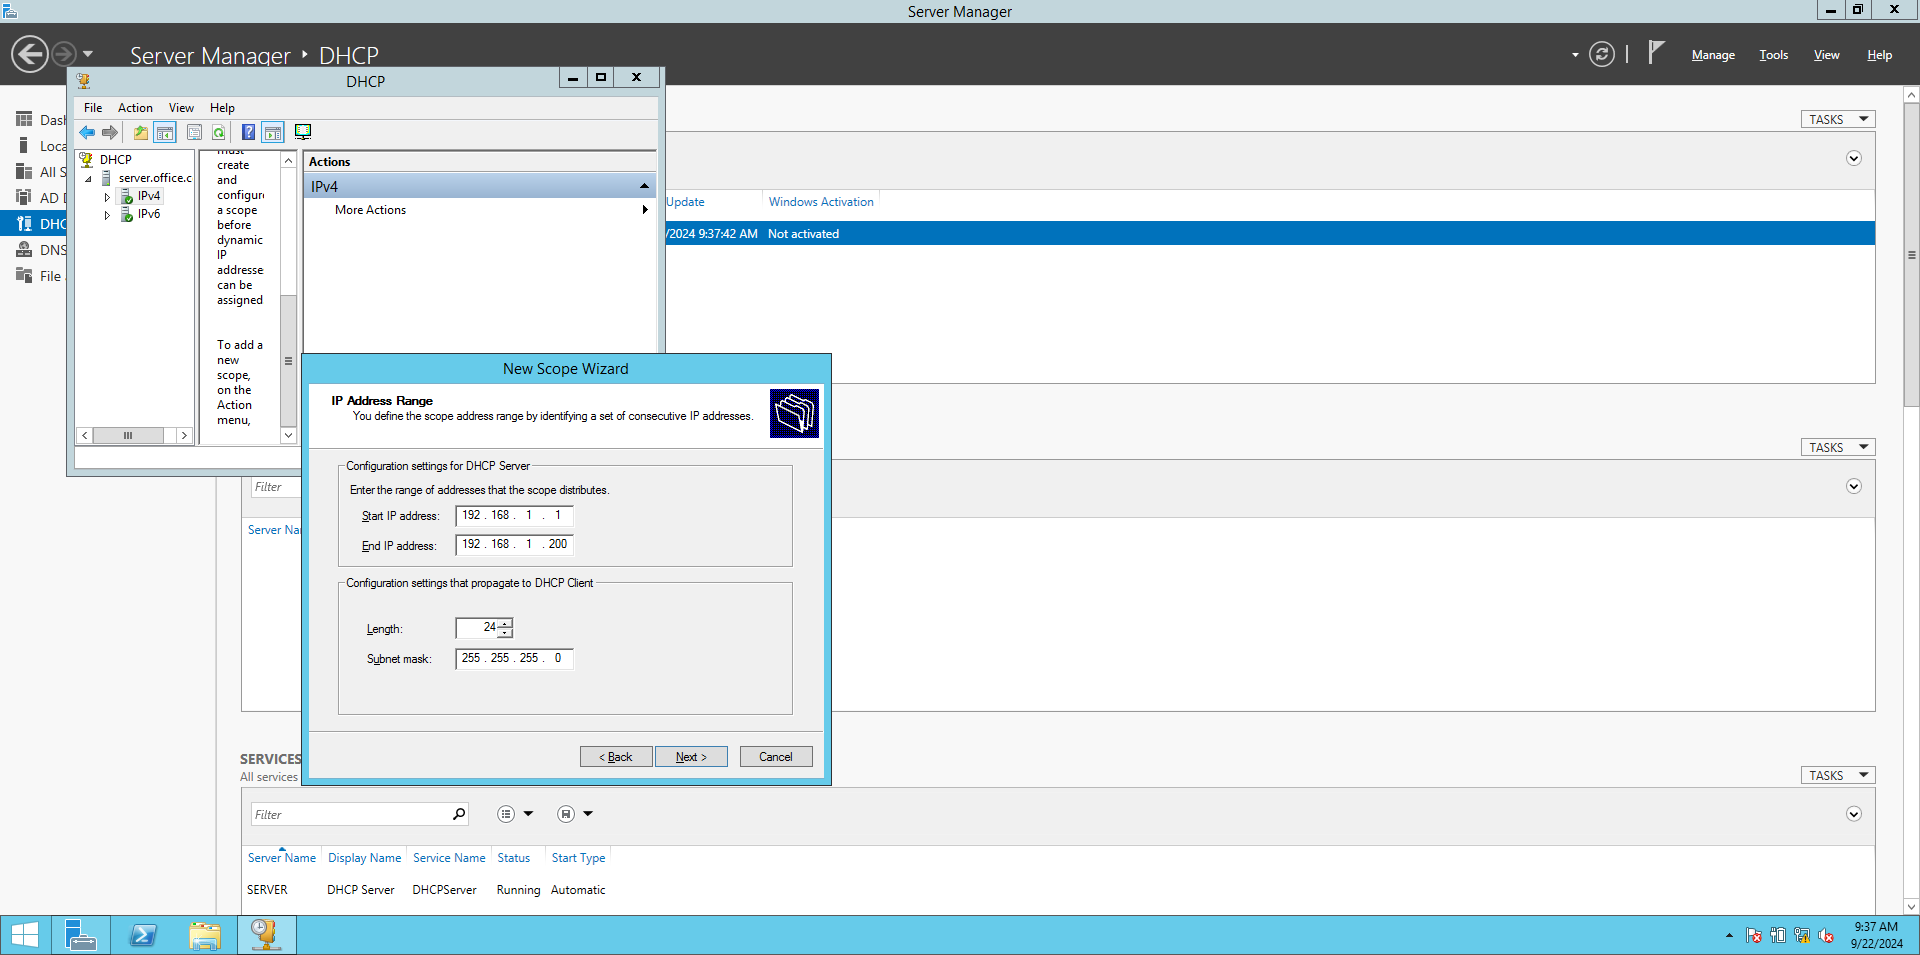 Server Manager
Server Manager
DHCP
Manage
Tools
View
Help
DHCP
File
Action
View
Help
Dash
Loca
All S
AD D
DHC
DNS
File
DHCP
server.office.c
IPv4
IPv6
create
and
configure
a scope
before
dynamic
IP
addresse
can be
assigned
To add a
new
scope,
on the
Action
menu,
Actions
IPv4
More Actions
TASKS
Update
Windows Activation
/2024 9:37:42 AM
Not activated
New Scope Wizard
IP Address Range
You define the scope address range by identifying a set of consecutive IP addresses.
Configuration settings for DHCP Server
Enter the range of addresses that the scope distributes.
Start IP address:
192 . 168 . 1 . 1
End IP address:
192 . 168 . 1 . 200
Configuration settings that propagate to DHCP Client
Length:
24
Subnet mask:
255 . 255 . 255 . 0
< Back
Next >
Cancel
TASKS
Filter
Server Nar
SERVICES
All services
TASKS
Filter
Server Name
Display Name
Service Name
Status
Start Type
SERVER
DHCP Server
DHCPServer
Running
Automatic
9:37 AM
9/22/2024